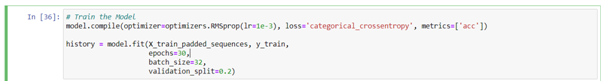 In [36]: # Train the Model
model.compile(optimizer=optimizers.RMSprop(lr=1e-3), loss='categorical_crossentropy', metrics=['acc'])
history = model.fit(X_train_padded_sequences, y_train,
epochs=30,
batch_size=32,
validation_split=0.2)